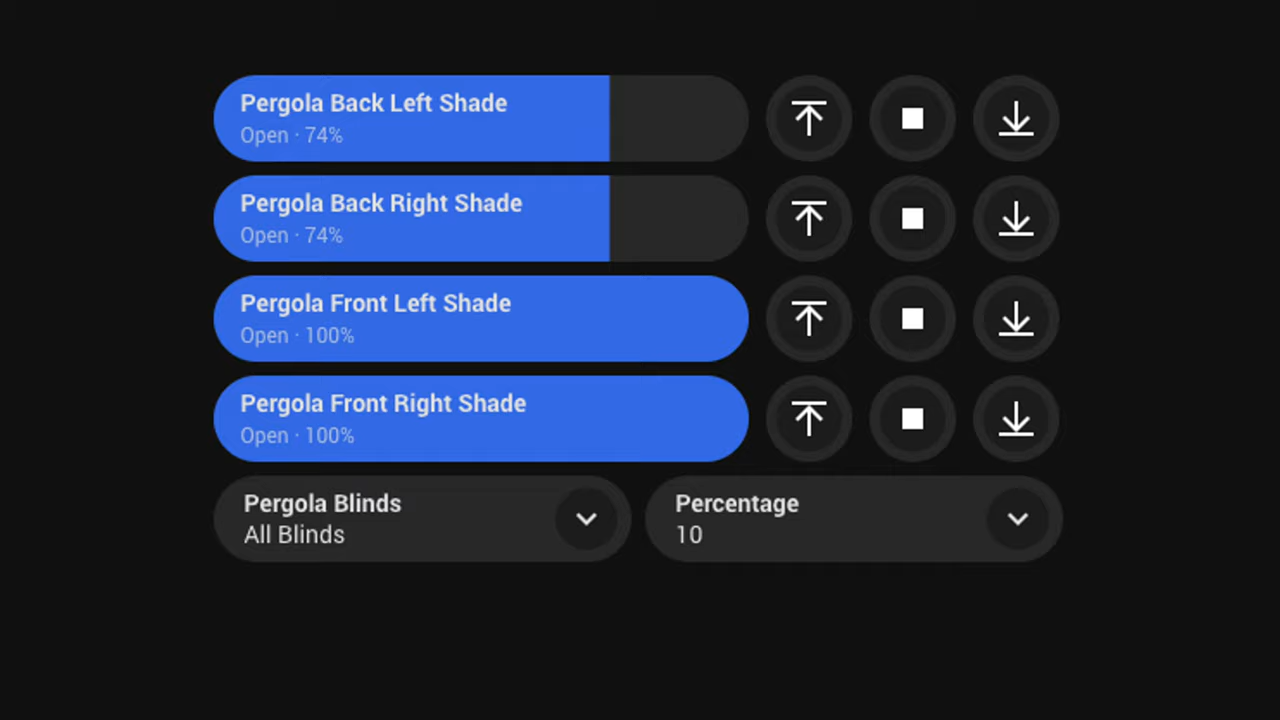 Pergola Back Left Shade
Open · 74%
Pergola Back Right Shade
Open · 74%
Pergola Front Left Shade
Open · 100%
Pergola Front Right Shade
Open · 100%
Pergola Blinds
All Blinds
Percentage
10